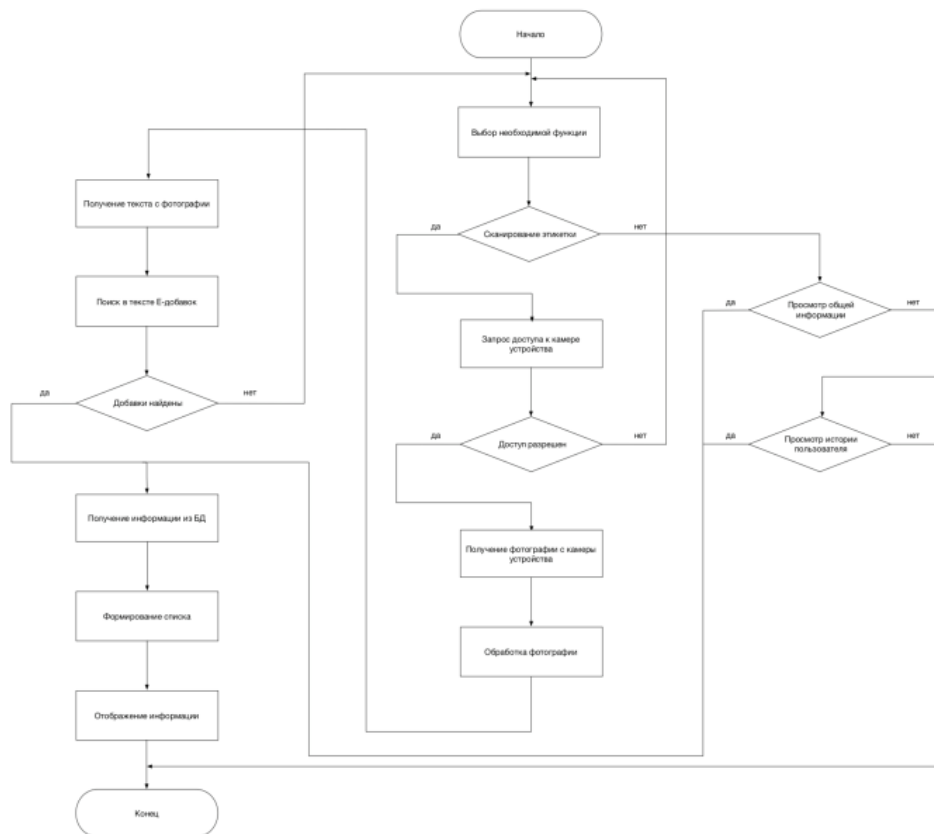 Начало
Выбор необходимой функции
Получение текста с фотографии
да
Сканирование этикетки
нет
Поиск в тексте Е-добавок
да
Просмотр общей
информации
нет
Запрос доступа к камере
устройства
да
Добавки найдены
нет
да
Доступ разрешен
нет
да
Просмотр истории
пользователя
нет
Получение информации из БД
Получение фотографии с камеры
устройства
Формирование списка
Обработка фотографии
Отображение информации
Конец